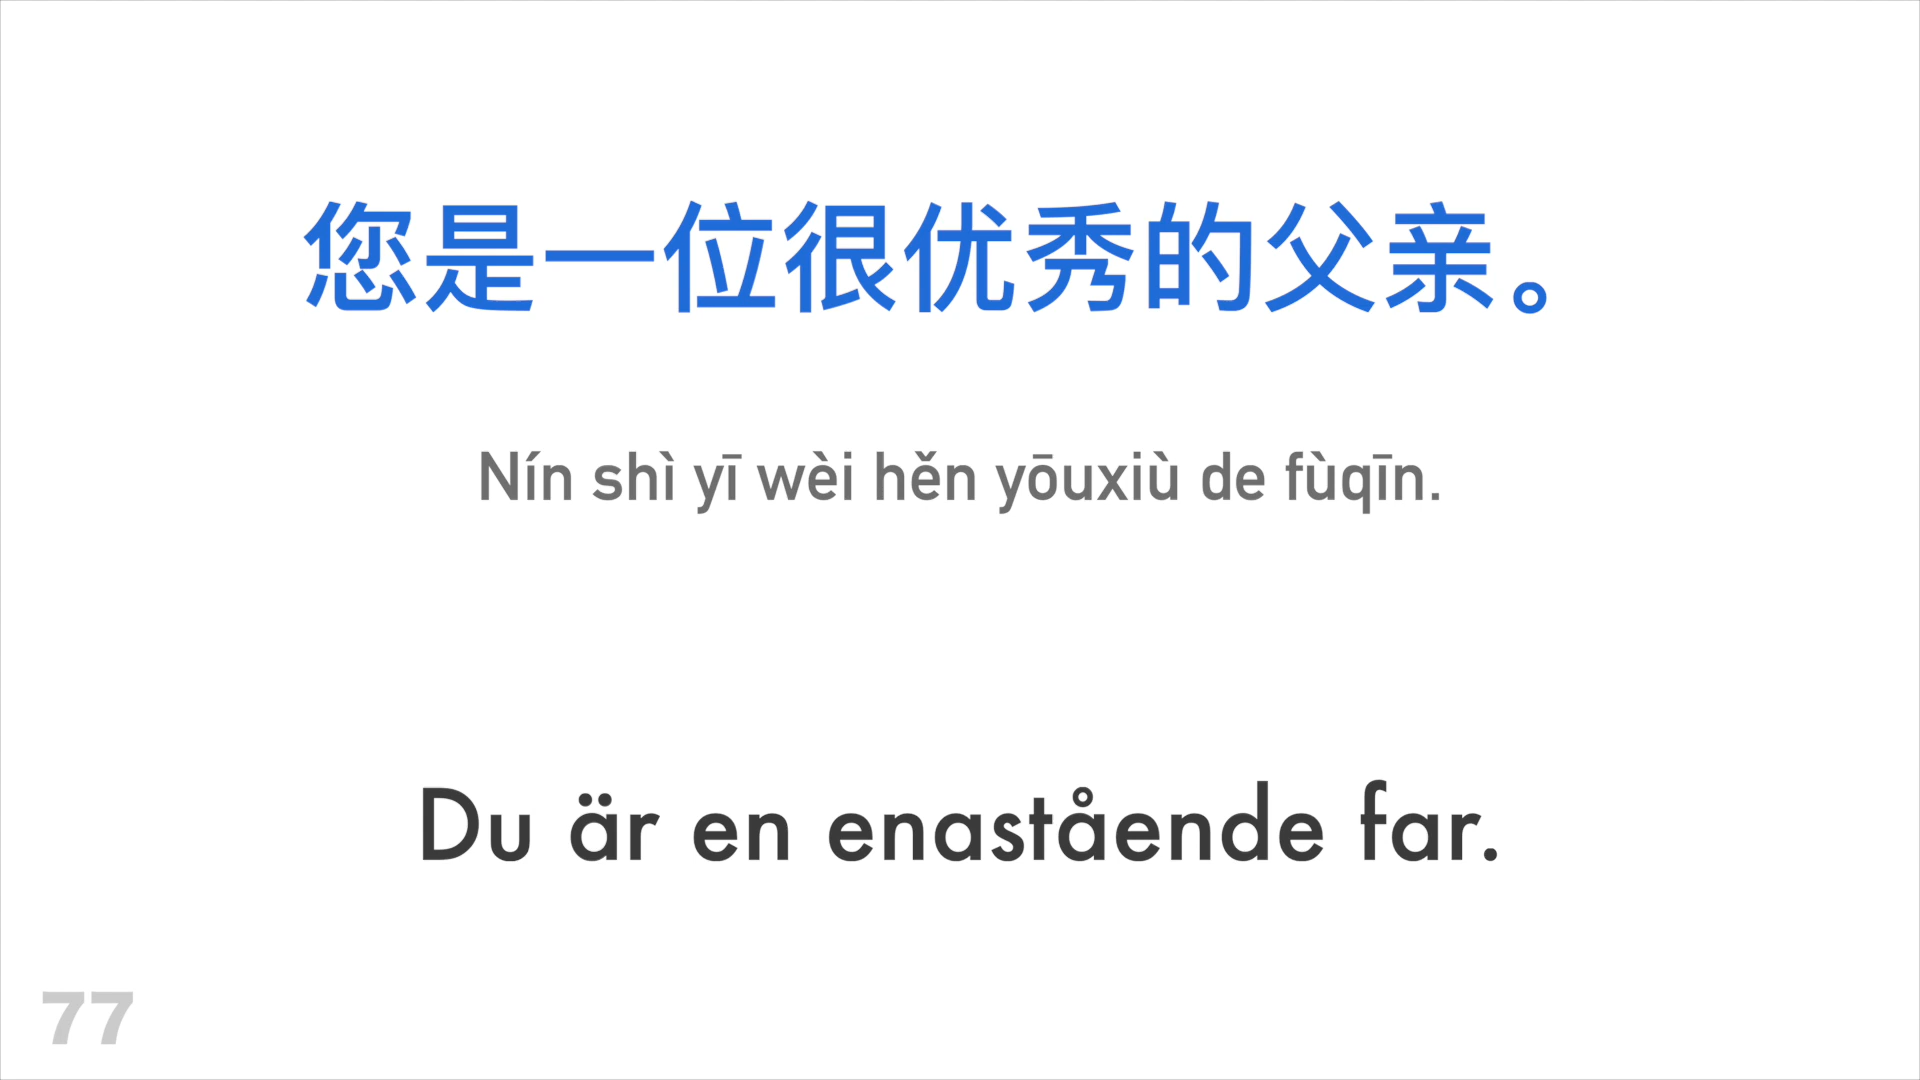 您是一位很优秀的父亲。
Nín shì yī wèi hěn yōuxiù de fùqīn.
Du är en enastående far.
77